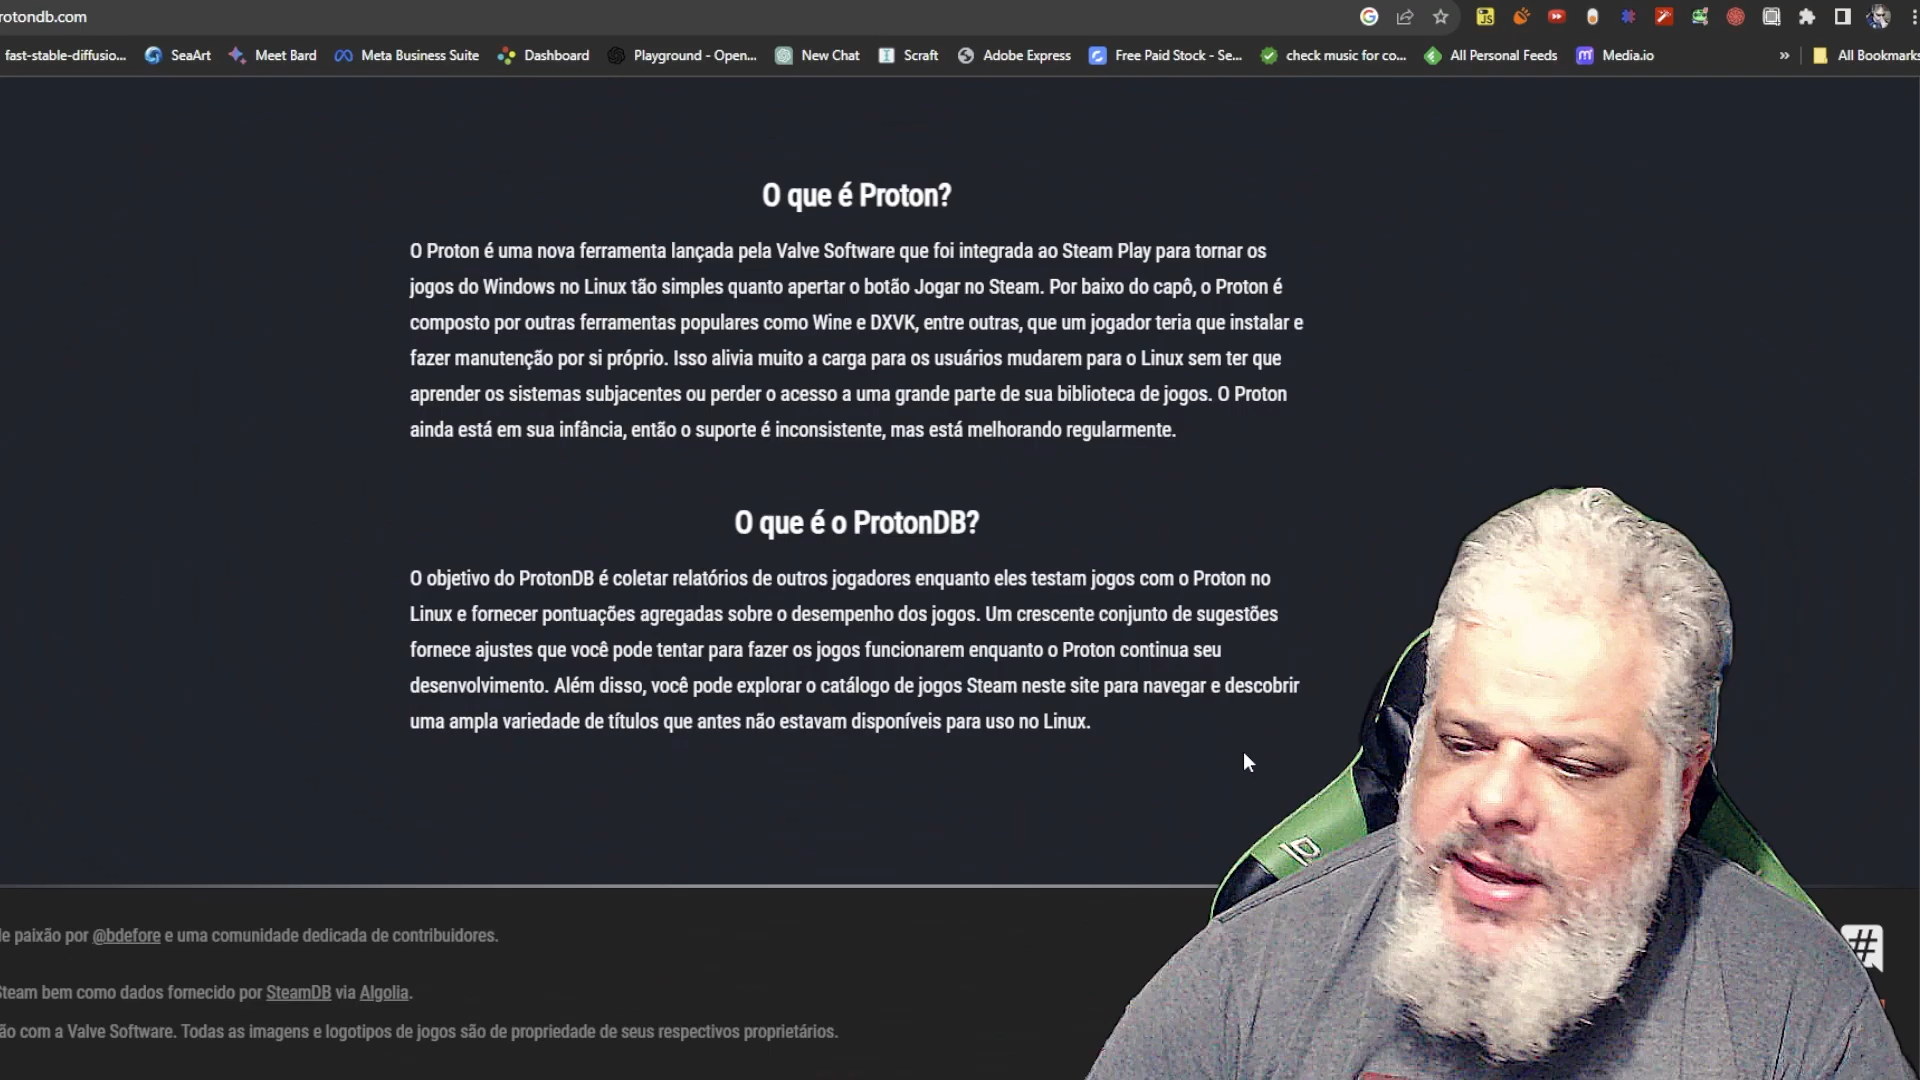 rotondb.com
fast-stable-diffusio... SeaArt Meet Bard Meta Business Suite Dashboard Playground - Open... New Chat Scraft Adobe Express Free Paid Stock - Se... check music for co... All Personal Feeds Media.io » All Bookmarks
O que é Proton?
O Proton é uma nova ferramenta lançada pela Valve Software que foi integrada ao Steam Play para tornar os
jogos do Windows no Linux tão simples quanto apertar o botão Jogar no Steam. Por baixo do capô, o Proton é
composto por outras ferramentas populares como Wine e DXVK, entre outras, que um jogador teria que instalar e
fazer manutenção por si próprio. Isso alivia muito a carga para os usuários mudarem para o Linux sem ter que
aprender os sistemas subjacentes ou perder o acesso a uma grande parte de sua biblioteca de jogos. O Proton
ainda está em sua infância, então o suporte é inconsistente, mas está melhorando regularmente.
O que é o ProtonDB?
O objetivo do ProtonDB é coletar relatórios de outros jogadores enquanto eles testam jogos com o Proton no
Linux e fornecer pontuações agregadas sobre o desempenho dos jogos. Um crescente conjunto de sugestões
fornece ajustes que você pode tentar para fazer os jogos funcionarem enquanto o Proton continua seu
desenvolvimento. Além disso, você pode explorar o catálogo de jogos Steam neste site para navegar e descobrir
uma ampla variedade de títulos que antes não estavam disponíveis para uso no Linux.
de paixão por @bdefore e uma comunidade dedicada de contribuidores.
Steam bem como dados fornecido por SteamDB via Algolia.
ão com a Valve Software. Todas as imagens e logotipos de jogos são de propriedade de seus respectivos proprietários.